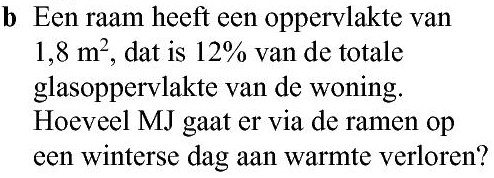 b Een raam heeft een oppervlakte van
1,8 m², dat is 12% van de totale
glasoppervlakte van de woning.
Hoeveel MJ gaat er via de ramen op
een winterse dag aan warmte verloren?